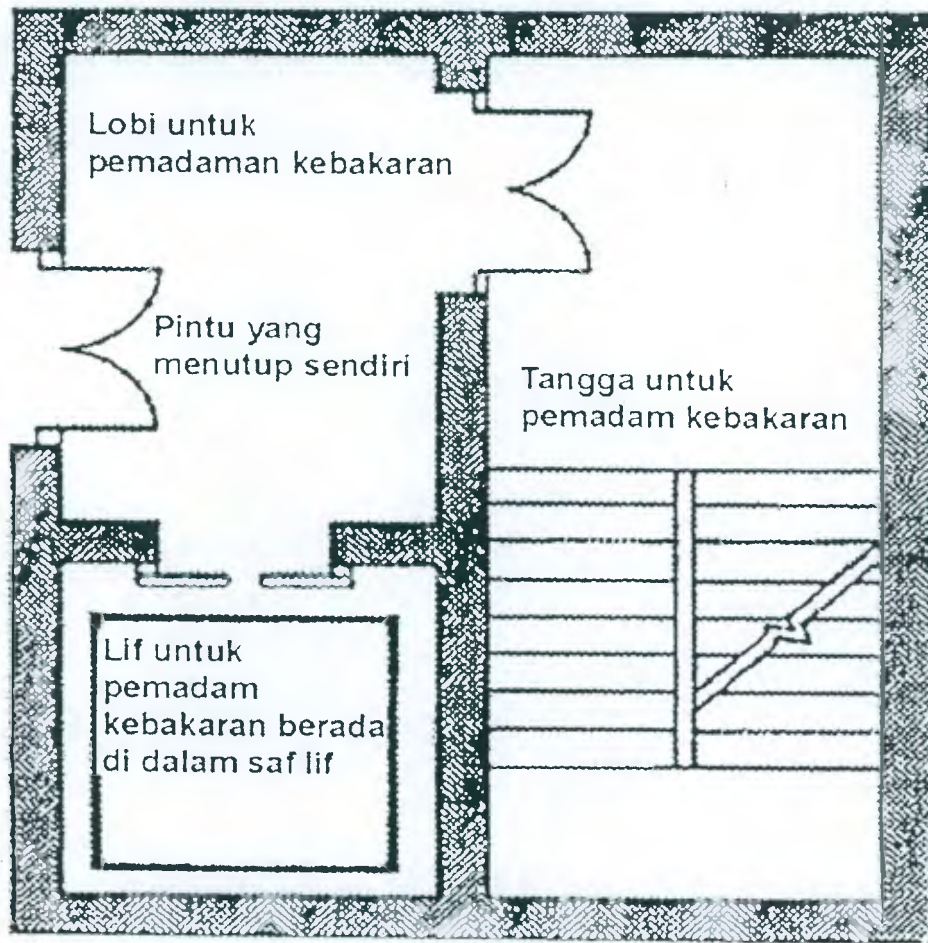 Lobi untuk
pemadaman kebakaran
Pintu yang
menutup sendiri
Tangga untuk
pemadam kebakaran
Lif untuk
pemadam
kebakaran berada
di dalam saf lif